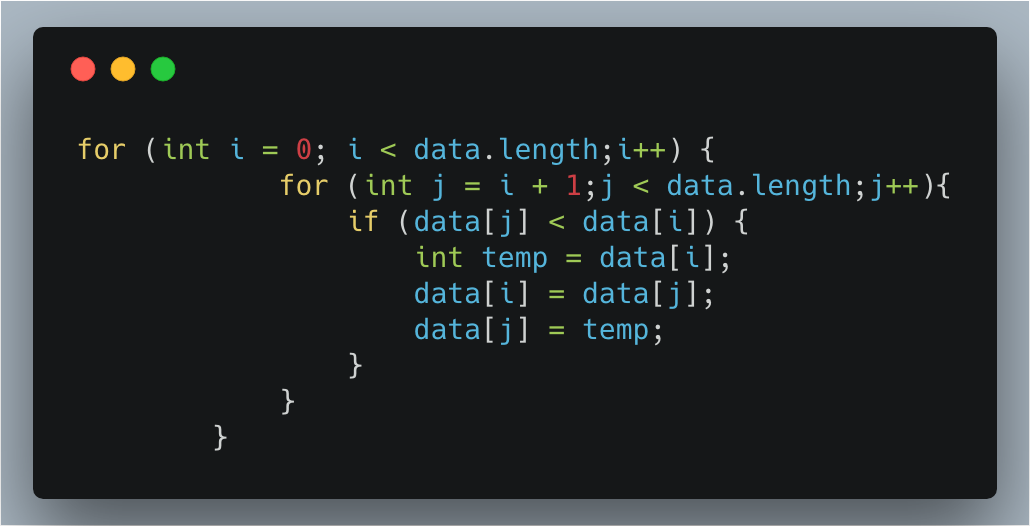 for (int i = 0; i < data.length;i++) {
            for (int j = i + 1;j < data.length;j++){
                if (data[j] < data[i]) {
                    int temp = data[i];
                    data[i] = data[j];
                    data[j] = temp;
                }
            }
        }